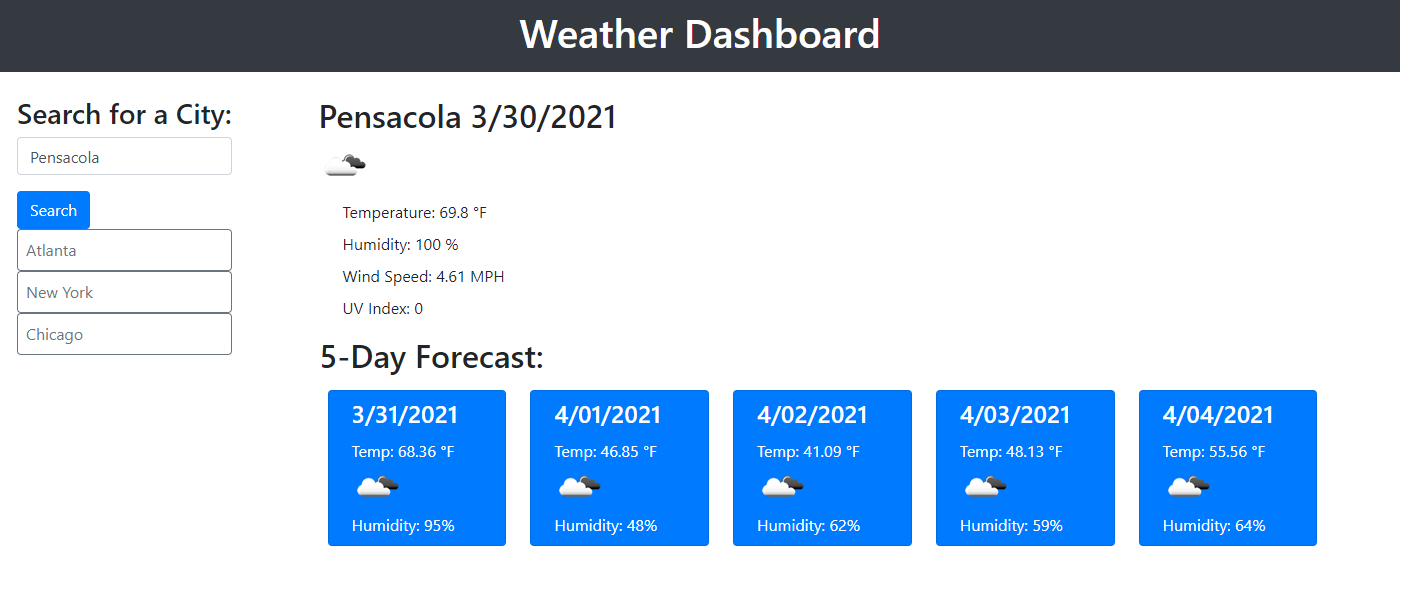 Weather Dashboard
Search for a City:
Pensacola
Search
Atlanta
New York
Chicago
Pensacola 3/30/2021
Temperature: 69.8 °F
Humidity: 100 %
Wind Speed: 4.61 MPH
UV Index: 0
5-Day Forecast:
3/31/2021
Temp: 68.36 °F
Humidity: 95%
4/01/2021
Temp: 46.85 °F
Humidity: 48%
4/02/2021
Temp: 41.09 °F
Humidity: 62%
4/03/2021
Temp: 48.13 °F
Humidity: 59%
4/04/2021
Temp: 55.56 °F
Humidity: 64%